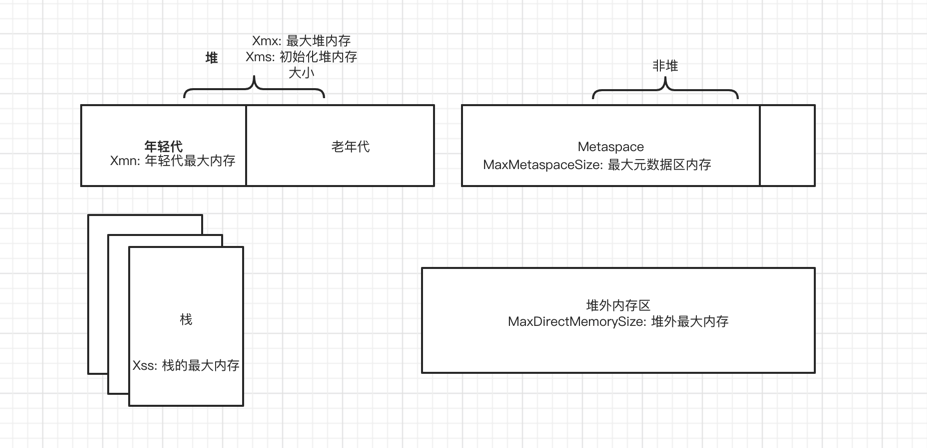 堆
Xmx: 最大堆内存
Xms: 初始化堆内存
大小
非堆
年轻代
Xmn: 年轻代最大内存
老年代
Metaspace
MaxMetaspaceSize: 最大元数据区内存
栈
Xss: 栈的最大内存
堆外内存区
MaxDirectMemorySize: 堆外最大内存